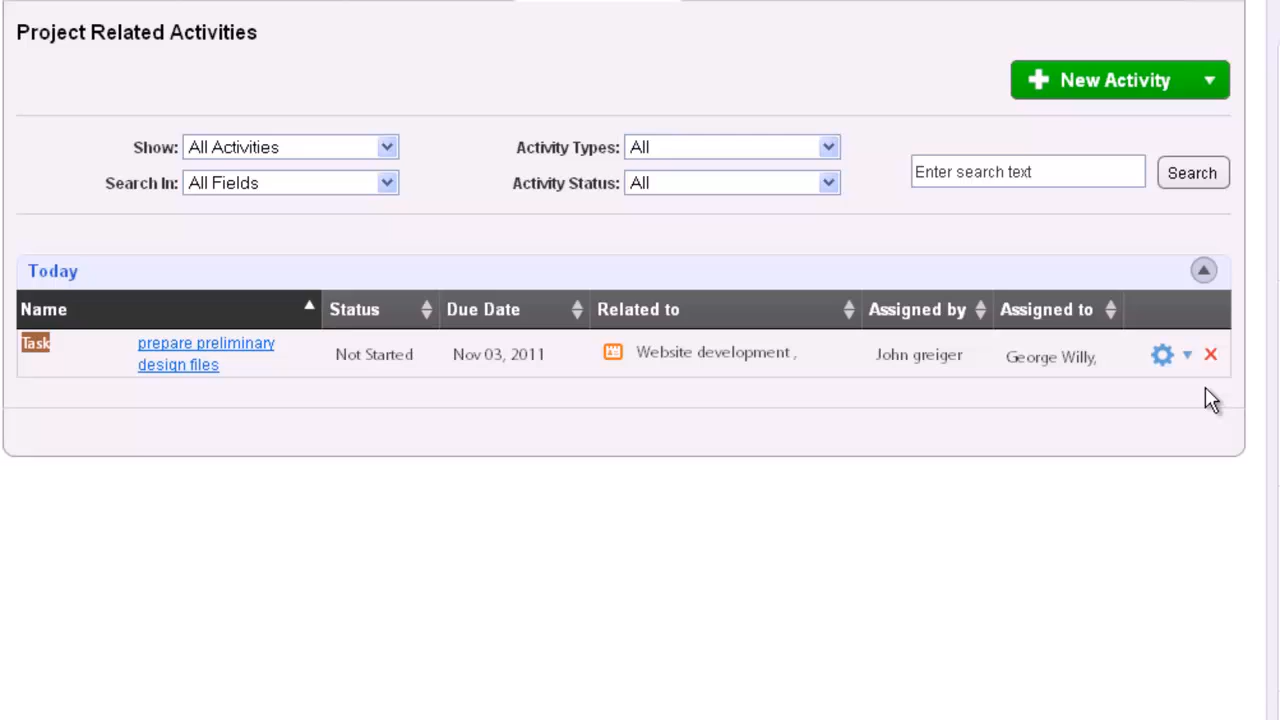 Project Related Activities
New Activity
Show: All Activities Activity Types: All
Enter search text Search
Search In: All Fields Activity Status: All
Today
Name Status Due Date Related to Assigned by Assigned to
Task prepare preliminary Not Started Nov 03, 2011 Website development , John greiger George Willy,
design files